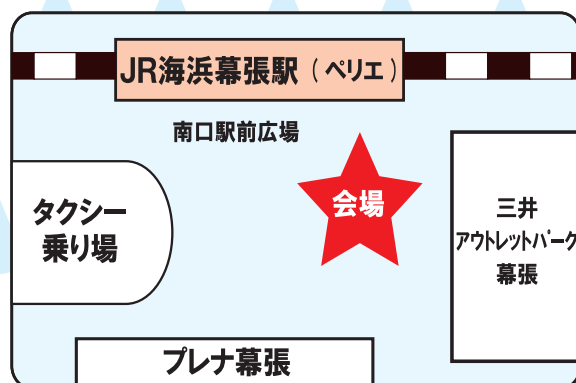 JR海浜幕張駅（ペリエ）
南口駅前広場
会場
タクシー
乗り場
三井
アウトレットパーク
幕張
プレナ幕張